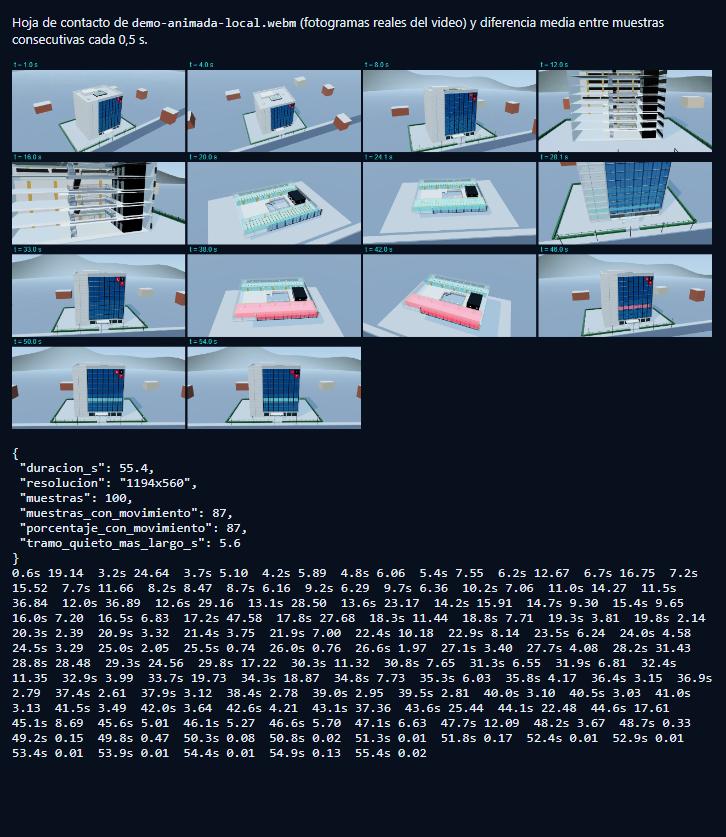 Hoja de contacto de demo-animada-local.webm (fotogramas reales del video) y diferencia media entre muestras
consecutivas cada 0,5 s.
t = 1.0 s t = 4.0 s t = 8.0 s t = 12.0 s
t = 16.0 s t = 20.0 s t = 24.1 s t = 28.1 s
t = 33.0 s t = 38.0 s t = 42.0 s t = 46.0 s
t = 50.0 s t = 54.0 s
{
"duracion_s": 55.4,
"resolucion": "1194x560",
"muestras": 100,
"muestras_con_movimiento": 87,
"porcentaje_con_movimiento": 87,
"tramo_quieto_mas_largo_s": 5.6
}
0.6s 19.14 3.2s 24.64 3.7s 5.10 4.2s 5.89 4.8s 6.06 5.4s 7.55 6.2s 12.67 6.7s 16.75 7.2s
15.52 7.7s 11.66 8.2s 8.47 8.7s 6.16 9.2s 6.29 9.7s 6.36 10.2s 7.06 11.0s 14.27 11.5s
36.84 12.0s 36.89 12.6s 29.16 13.1s 28.50 13.6s 23.17 14.2s 15.91 14.7s 9.30 15.4s 9.65
16.0s 7.20 16.5s 6.83 17.2s 47.58 17.8s 27.68 18.3s 11.44 18.8s 7.71 19.3s 3.81 19.8s 2.14
20.3s 2.39 20.9s 3.32 21.4s 3.75 21.9s 7.00 22.4s 10.18 22.9s 8.14 23.5s 6.24 24.0s 4.58
24.5s 3.29 25.0s 2.05 25.5s 0.74 26.0s 0.76 26.6s 1.97 27.1s 3.40 27.7s 4.08 28.2s 31.43
28.8s 28.48 29.3s 24.56 29.8s 17.22 30.3s 11.32 30.8s 7.65 31.3s 6.55 31.9s 6.81 32.4s
11.35 32.9s 3.99 33.7s 19.73 34.3s 18.87 34.8s 7.73 35.3s 6.03 35.8s 4.17 36.4s 3.15 36.9s
2.79 37.4s 2.61 37.9s 3.12 38.4s 2.78 39.0s 2.95 39.5s 2.81 40.0s 3.10 40.5s 3.03 41.0s
3.13 41.5s 3.49 42.0s 3.64 42.6s 4.21 43.1s 37.36 43.6s 25.44 44.1s 22.48 44.6s 17.61
45.1s 8.69 45.6s 5.01 46.1s 5.27 46.6s 5.70 47.1s 6.63 47.7s 12.09 48.2s 3.67 48.7s 0.33
49.2s 0.15 49.8s 0.47 50.3s 0.08 50.8s 0.02 51.3s 0.01 51.8s 0.17 52.4s 0.01 52.9s 0.01
53.4s 0.01 53.9s 0.01 54.4s 0.01 54.9s 0.13 55.4s 0.02